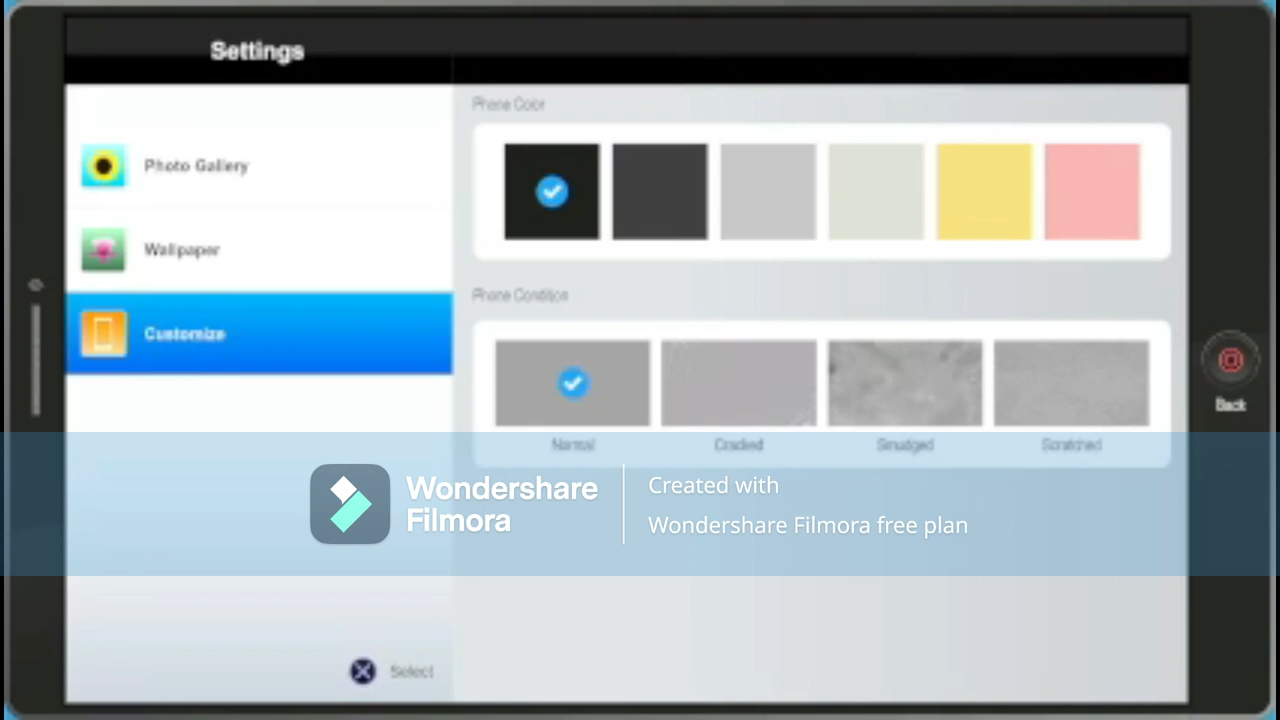 Settings
Phone Color
Photo Gallery
Wallpaper
Phone Condition
Customize
Back
Normal
Cracked
Smudged
Scratched
Wondershare
Filmora
Created with
Wondershare Filmora free plan
Select